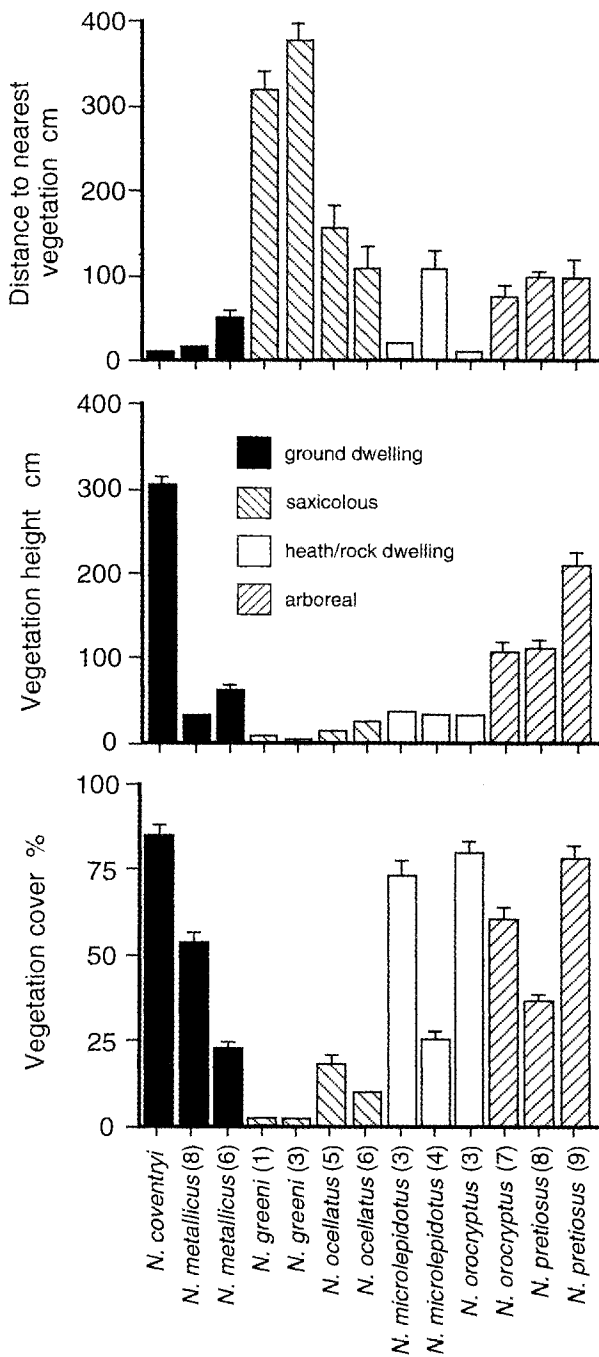 400
300
200
100
0
Distance to nearest
vegetation cm
400
300
200
100
0
Vegetation height cm
ground dwelling
saxicolous
heath/rock dwelling
arboreal
100
75
50
25
0
Vegetation cover %
N. coventryi
N. metallicus (8)
N. metallicus (6)
N. greeni (1)
N. greeni (3)
N. ocellatus (5)
N. ocellatus (6)
N. microlepidotus (3)
N. microlepidotus (4)
N. orocryptus (3)
N. orocryptus (7)
N. pretiosus (8)
N. pretiosus (9)